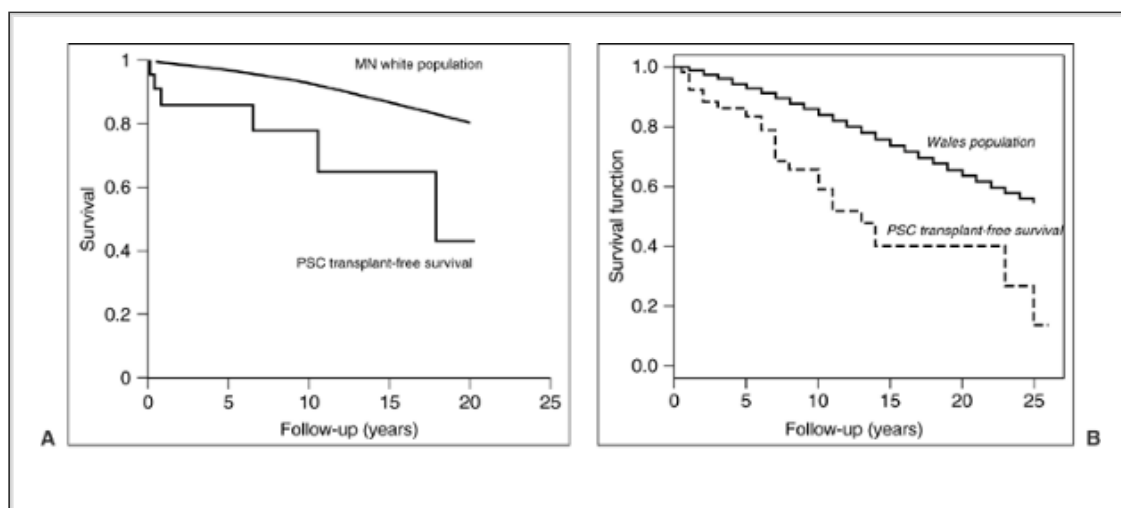 1
0.8
0.6
0.4
0.2
0
Survival
MN white population
PSC transplant-free survival
0 5 10 15 20 25
Follow-up (years)
A
1.0
0.8
0.6
0.4
0.2
0.0
Survival function
Wales population
PSC transplant-free survival
0 5 10 15 20 25
Follow-up (years)
B